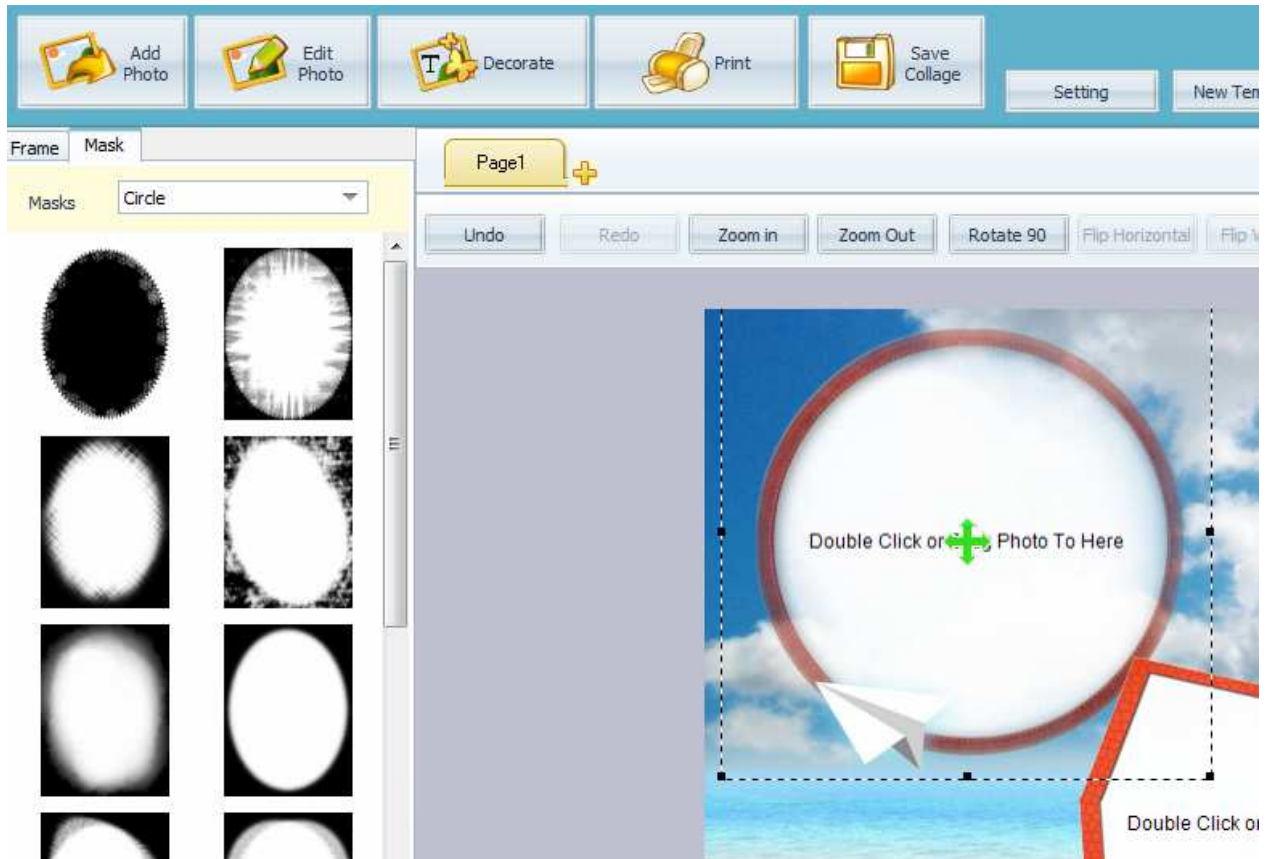 Add
Photo
Edit
Photo
T
Decorate
Print
Save
Collage
Setting
New Tem
Frame
Mask
Page1
Masks
Circle
Undo
Redo
Zoom in
Zoom Out
Rotate 90
Flip Horizontal
Flip V
Double Click or Photo To Here
Double Click or